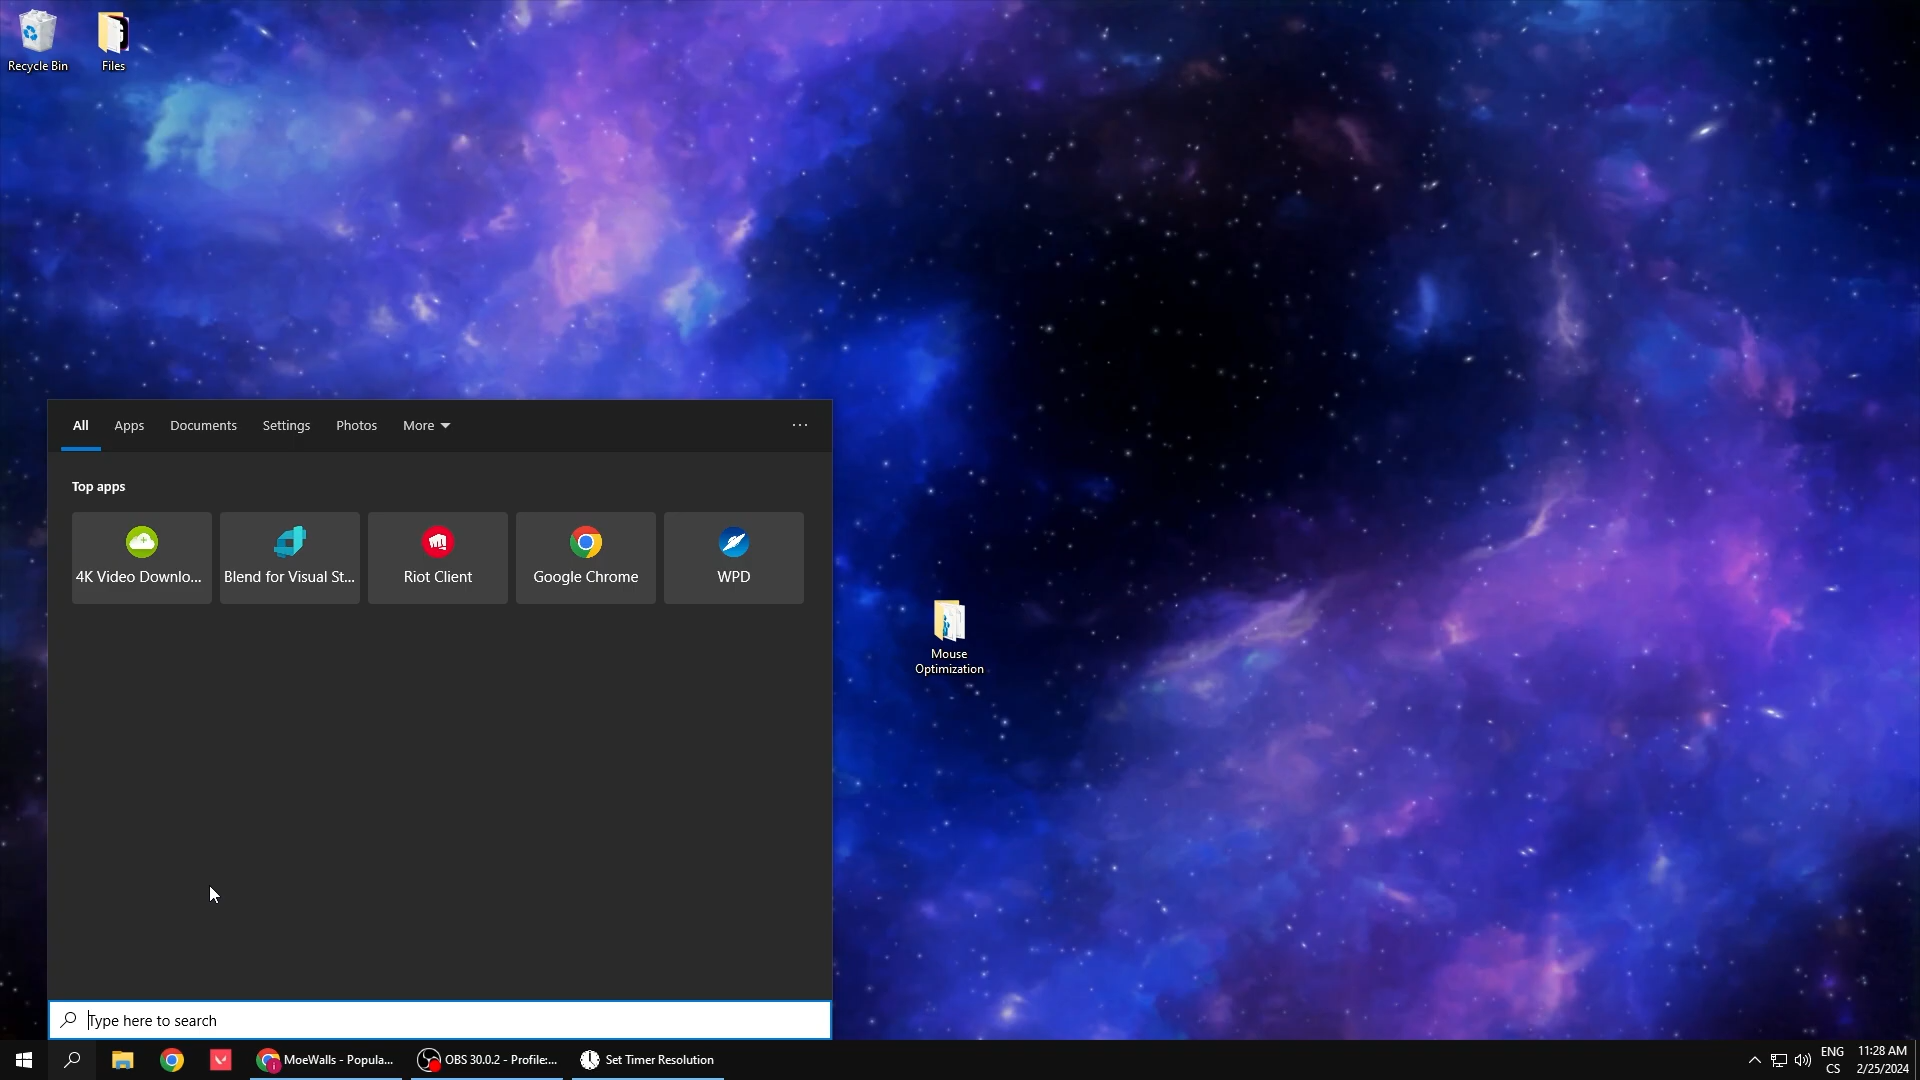 Recycle Bin
Files
All Apps Documents Settings Photos More
Top apps
4K Video Downlo...
Blend for Visual St...
Riot Client
Google Chrome
WPD
Mouse
Optimization
Type here to search
MoeWalls - Popula...
OBS 30.0.2 - Profile:...
Set Timer Resolution
ENG
CS
11:28 AM
2/25/2024